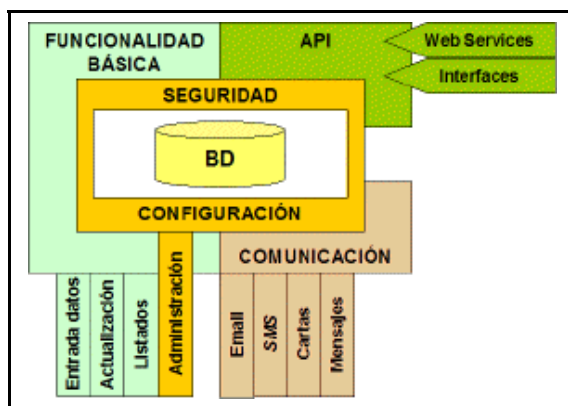 FUNCIONALIDAD
BÁSICA
API
Web Services
Interfaces
SEGURIDAD
BD
CONFIGURACIÓN
COMUNICACIÓN
Entrada datos
Actualización
Listados
Administración
Email
SMS
Cartas
Mensajes